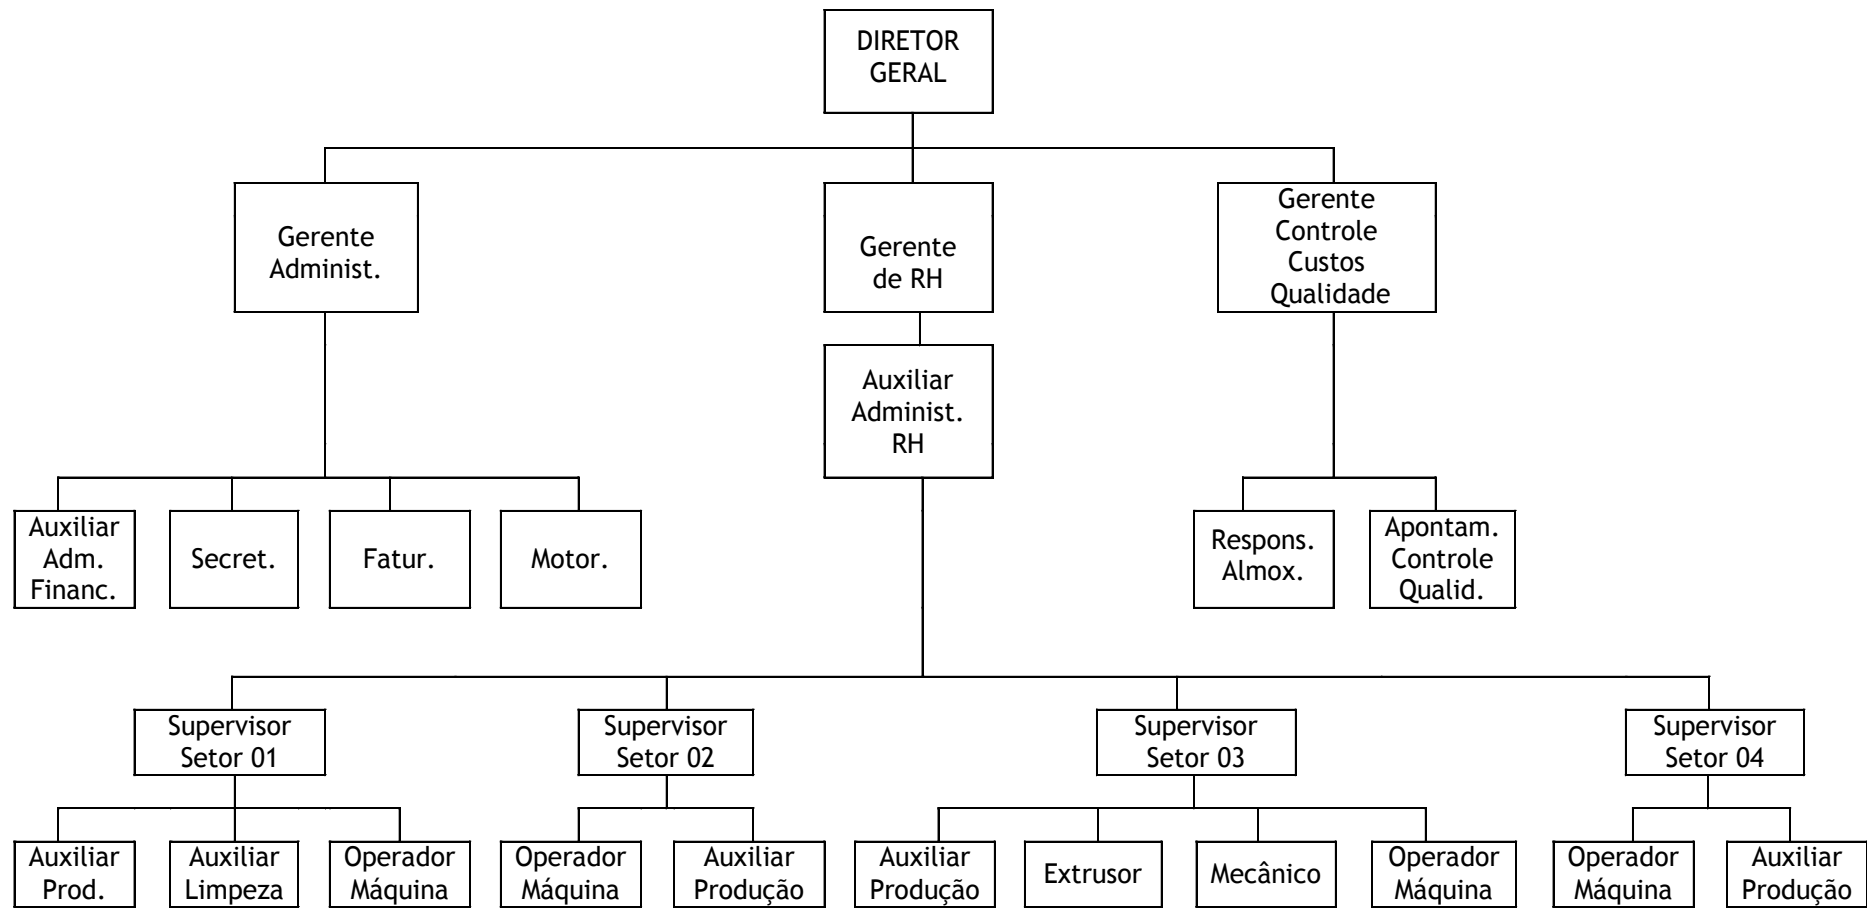 DIRETOR
GERAL
Gerente
Administ.
Gerente
de RH
Gerente
Controle
Custos
Qualidade
Auxiliar
Administ.
RH
Auxiliar
Adm.
Financ.
Secret.
Fatur.
Motor.
Respons.
Almox.
Apontam.
Controle
Qualid.
Supervisor
Setor 01
Supervisor
Setor 02
Supervisor
Setor 03
Supervisor
Setor 04
Auxiliar
Prod.
Auxiliar
Limpeza
Operador
Máquina
Operador
Máquina
Auxiliar
Produção
Auxiliar
Produção
Extrusor
Mecânico
Operador
Máquina
Operador
Máquina
Auxiliar
Produção